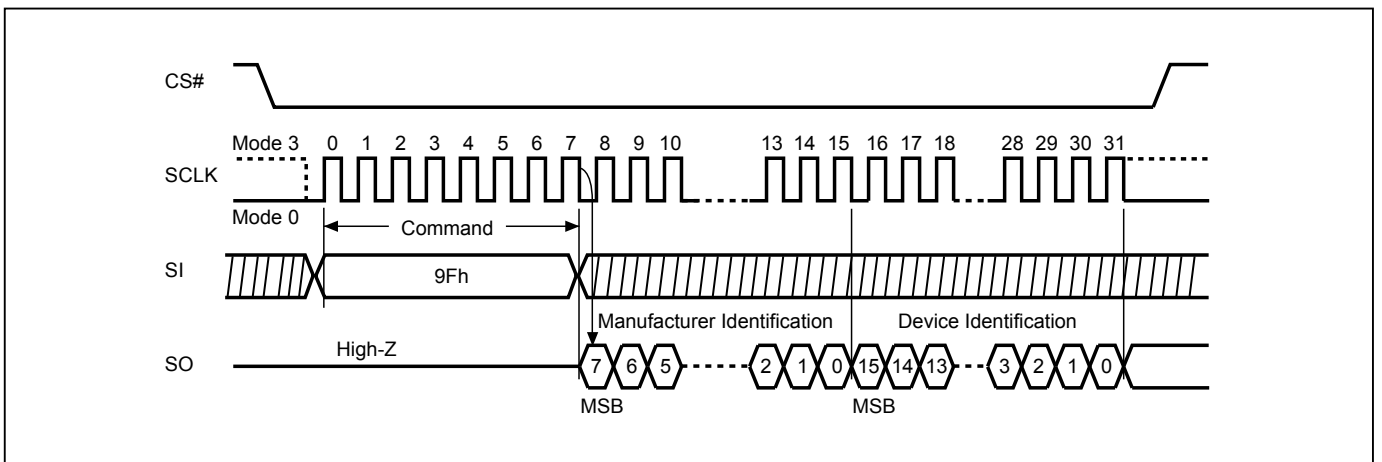 CS#
Mode 3 0 1 2 3 4 5 6 7 8 9 10 13 14 15 16 17 18 28 29 30 31
SCLK
Mode 0
Command
SI
9Fh
Manufacturer Identification Device Identification
High-Z
SO
7 6 5 2 1 0 15 14 13 3 2 1 0
MSB MSB